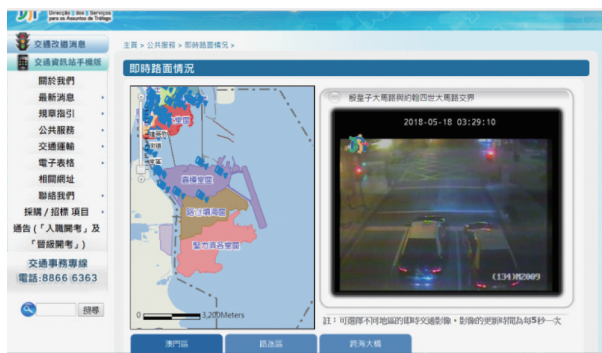 Direcção dos Serviços
para os Assuntos de Tráfego
交通改道消息
交通資訊站手機版
關於我們
最新消息
規章指引
公共服務
交通運輸
電子表格
相關網址
聯絡我們
採購 / 招標 項目
通告 (「入職開考」及
「晉級開考」)
交通事務專線
電話:8866 6363
搜尋
主頁 > 公共服務 > 即時路面情況 >
即時路面情況
堂區
嘉模堂區
路氹填海區
聖方濟各堂區
0 3,200Meters
殷皇子大馬路與約翰四世大馬路交界
2018-05-18 03:29:10
(134)M2009
註：可選擇不同地區的即時交通影像，影像的更新時間為每5秒一次
澳門區
路氹區
跨海大橋